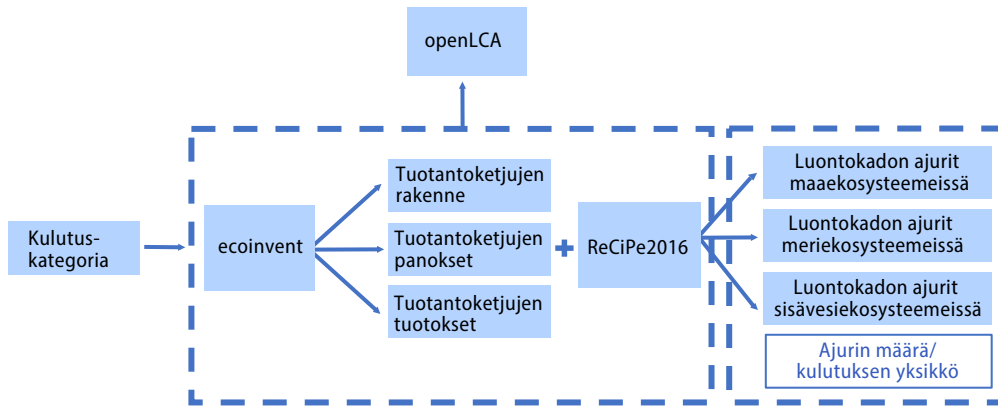 openLCA
Kulutus-
kategoria
ecoinvent
Tuotantoketjujen
rakenne
Tuotantoketjujen
panokset
Tuotantoketjujen
tuotokset
ReCiPe2016
Luontokadon ajurit
maaekosysteemeissä
Luontokadon ajurit
meriekosysteemeissä
Luontokadon ajurit
sisävesiekosysteemeissä
Ajurin määrä/
kulutuksen yksikkö